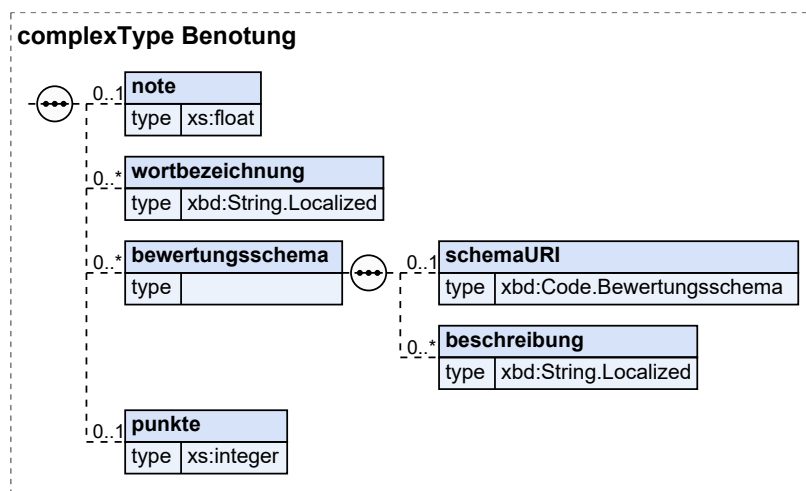 complexType Benotung
0..1
note
type xs:float
0..*
wortbezeichnung
type xbd:String.Localized
0..*
bewertungsschema
type
0..1
schemaURI
type xbd:Code.Bewertungsschema
0..*
beschreibung
type xbd:String.Localized
0..1
punkte
type xs:integer